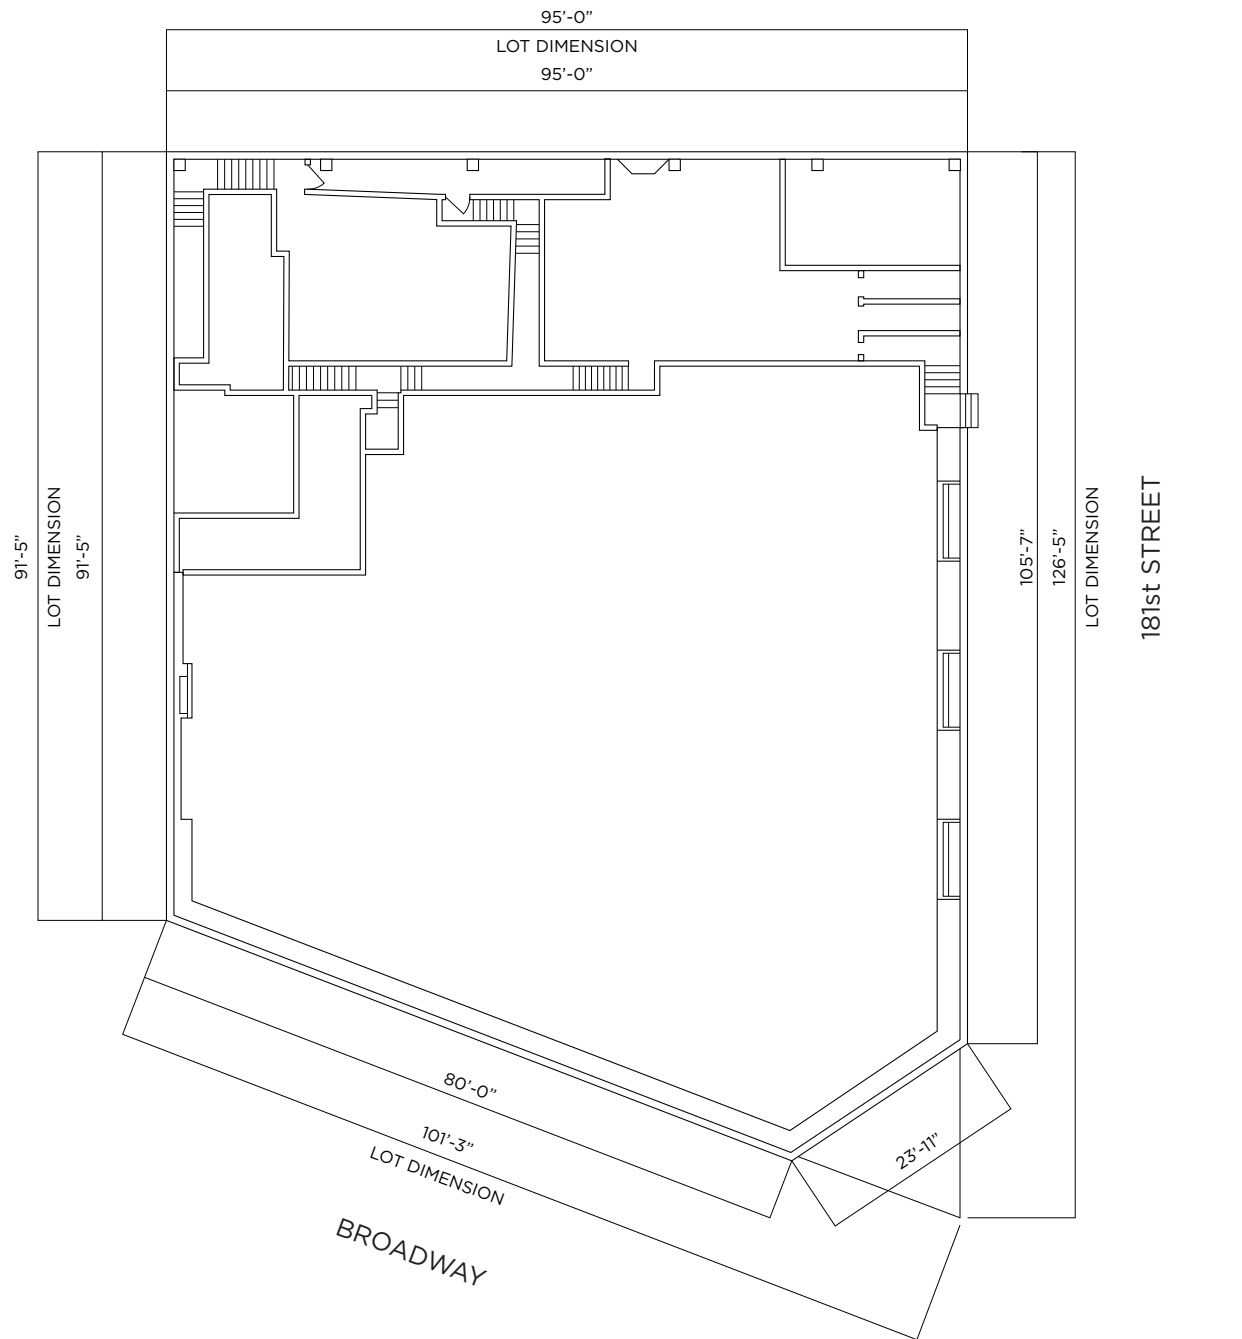 95’-0”
LOT DIMENSION
95’-0”
91’-5”
LOT DIMENSION
91’-5”
105’-7”
126’-5”
LOT DIMENSION
181st STREET
80’-0”
101’-3”
LOT DIMENSION
23’-11”
BROADWAY